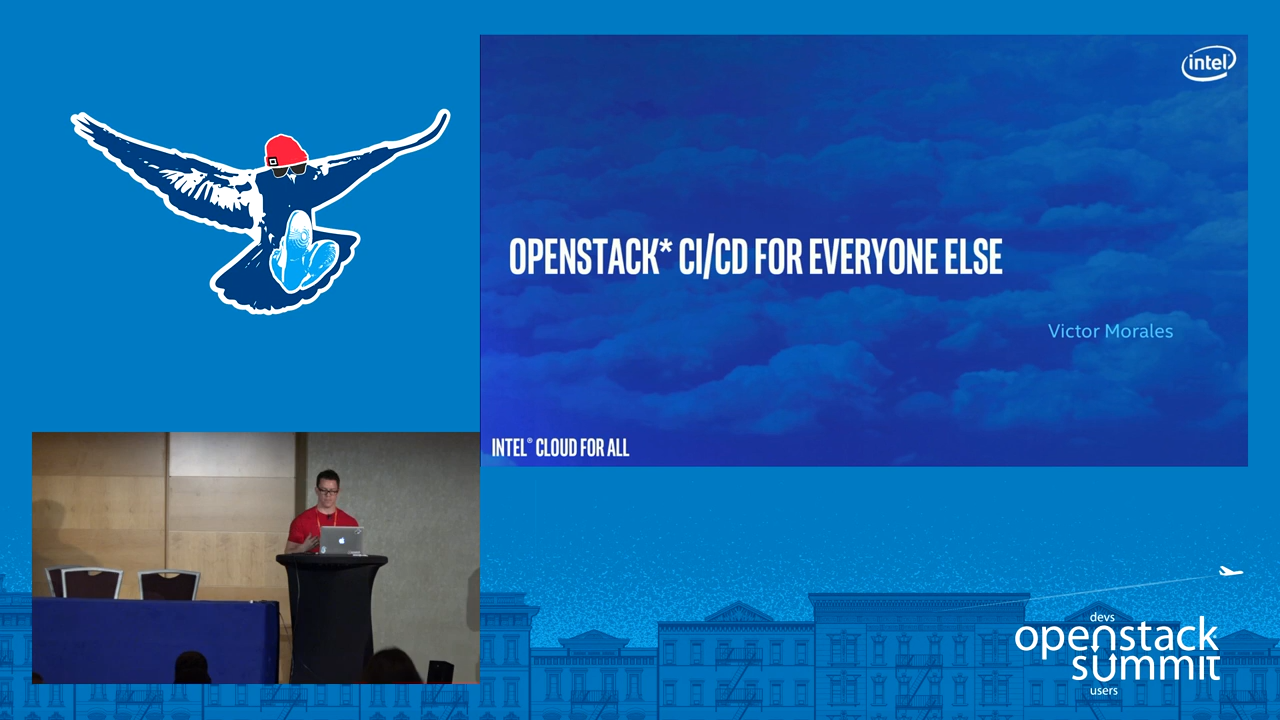 intel
OPENSTACK* CI/CD FOR EVERYONE ELSE
Victor Morales
INTEL® CLOUD FOR ALL
devs
openstack
summit
users